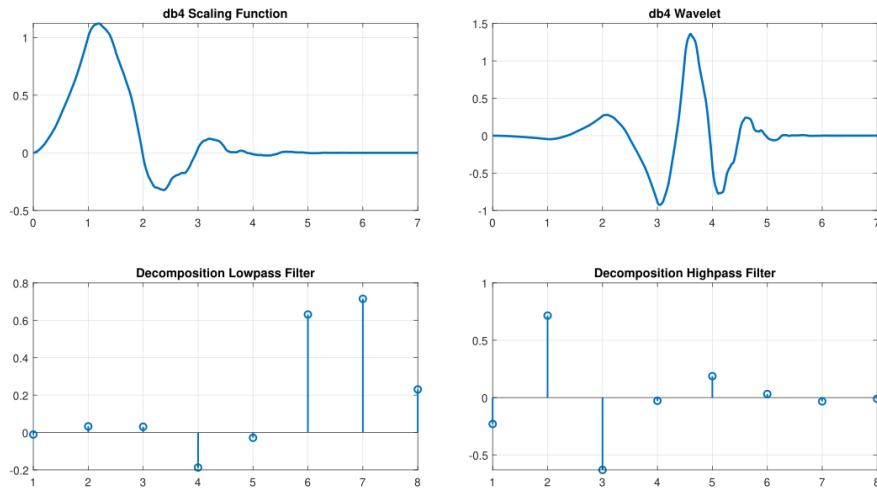 db4 Scaling Function
1
0.5
0
-0.5
0 1 2 3 4 5 6 7
db4 Wavelet
1.5
1
0.5
0
-0.5
-1
0 1 2 3 4 5 6 7
Decomposition Lowpass Filter
0.8
0.6
0.4
0.2
0
-0.2
1 2 3 4 5 6 7 8
Decomposition Highpass Filter
1
0.5
0
-0.5
1 2 3 4 5 6 7 8